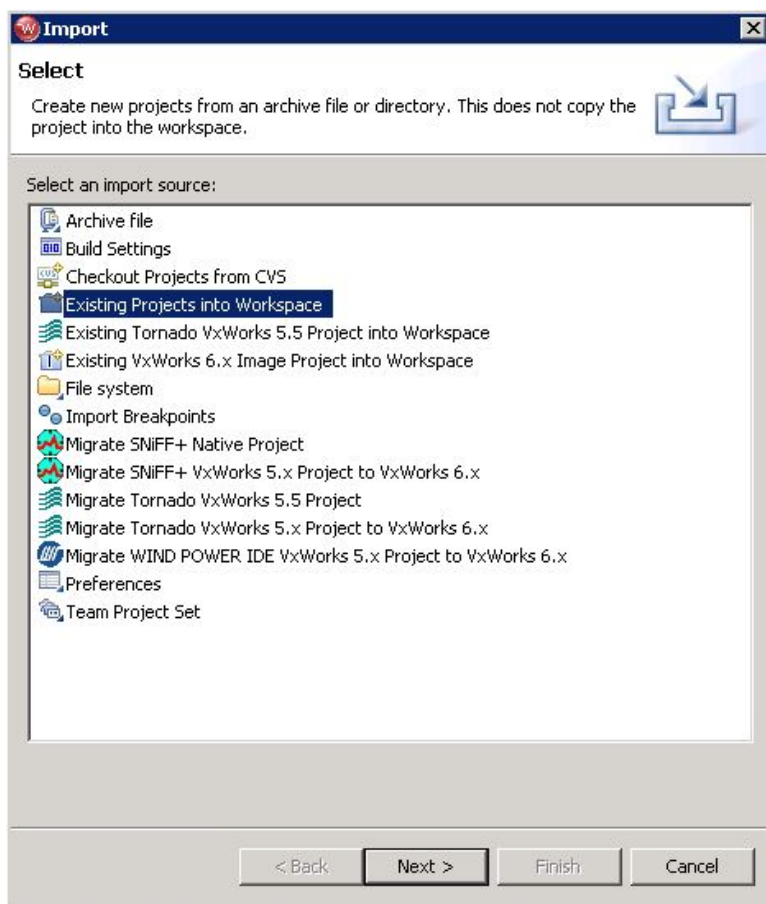 Import
Select
Create new projects from an archive file or directory. This does not copy the
project into the workspace.
Select an import source:
Archive file
Build Settings
Checkout Projects from CVS
Existing Projects into Workspace
Existing Tornado VxWorks 5.5 Project into Workspace
Existing VxWorks 6.x Image Project into Workspace
File system
Import Breakpoints
Migrate SNiFF+ Native Project
Migrate SNiFF+ VxWorks 5.x Project to VxWorks 6.x
Migrate Tornado VxWorks 5.5 Project
Migrate Tornado VxWorks 5.x Project to VxWorks 6.x
Migrate WIND POWER IDE VxWorks 5.x Project to VxWorks 6.x
Preferences
Team Project Set
< Back Next > Finish Cancel